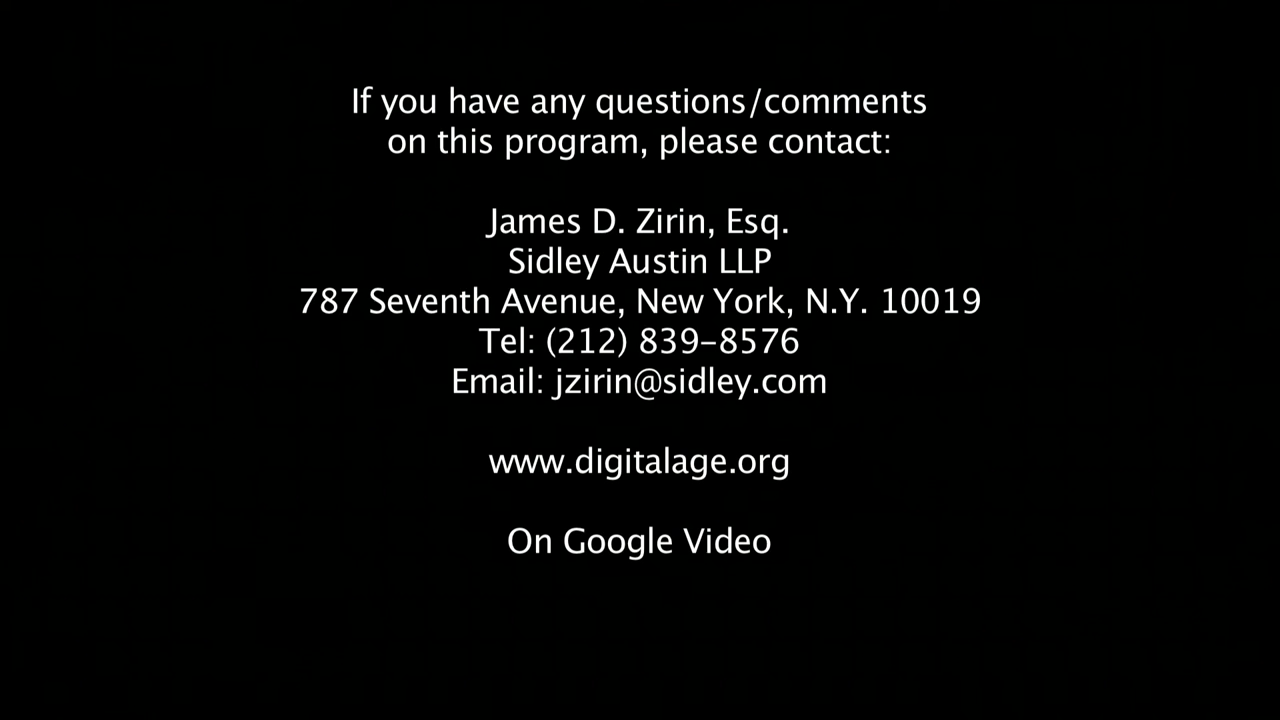 If you have any questions/comments
on this program, please contact:
James D. Zirin, Esq.
Sidley Austin LLP
787 Seventh Avenue, New York, N.Y. 10019
Tel: (212) 839-8576
Email: jzirin@sidley.com
www.digitalage.org
On Google Video